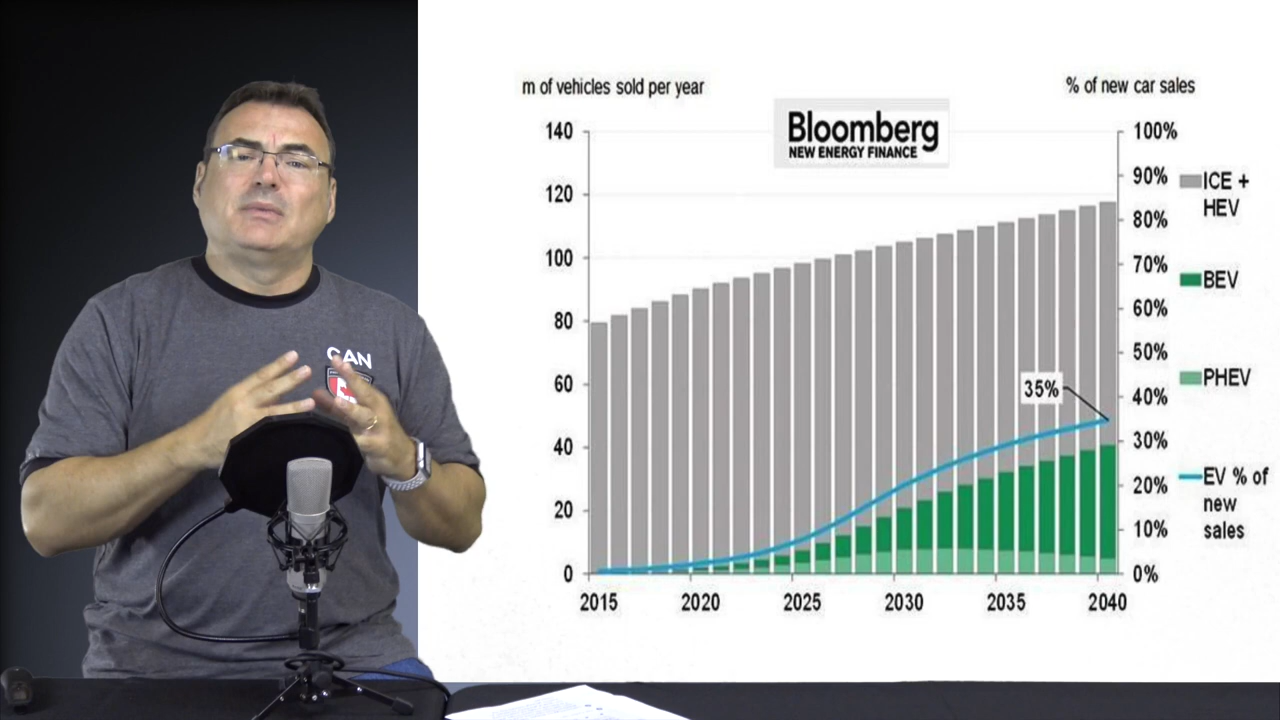 CAN
m of vehicles sold per year
% of new car sales
Bloomberg
NEW ENERGY FINANCE
140
120
100
80
60
40
20
0
100%
90%
80%
70%
60%
50%
40%
30%
20%
10%
0%
35%
2015
2020
2025
2030
2035
2040
ICE +
HEV
BEV
PHEV
EV % of
new
sales